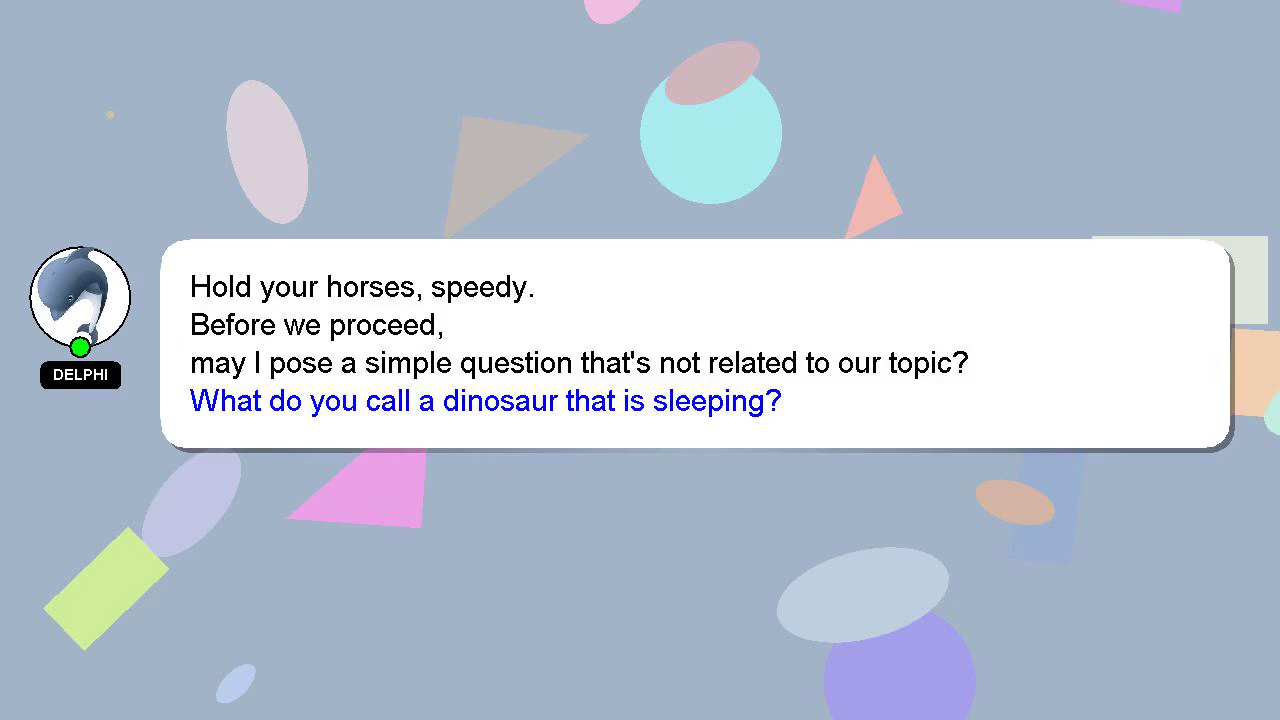 Hold your horses, speedy.
Before we proceed,
may I pose a simple question that's not related to our topic?
What do you call a dinosaur that is sleeping?
DELPHI